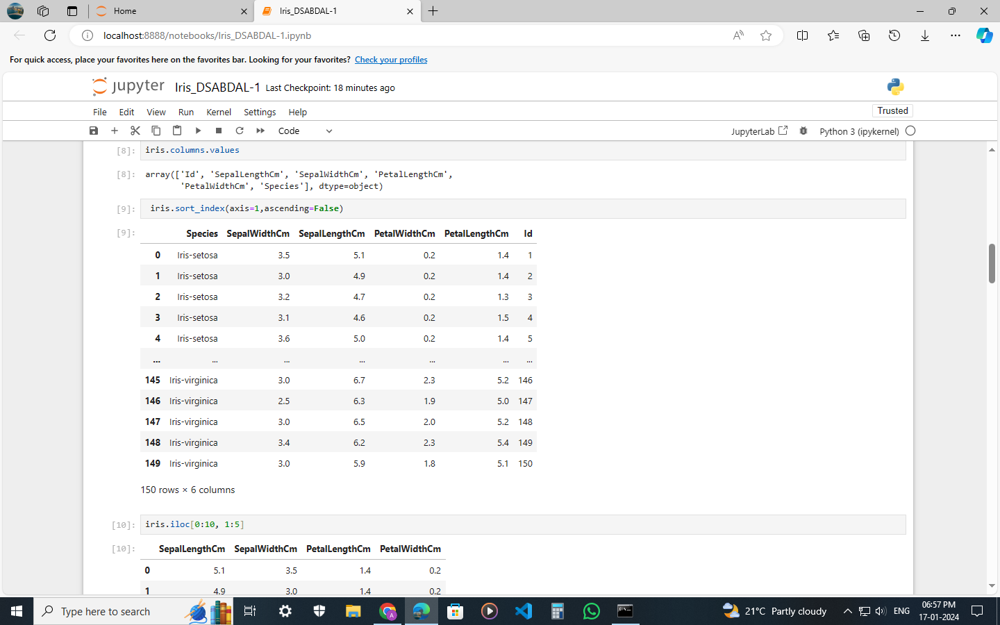 Home
Iris_DSABDAL-1
localhost:8888/notebooks/Iris_DSABDAL-1.ipynb
For quick access, place your favorites here on the favorites bar. Looking for your favorites? Check your profiles
jupyter Iris_DSABDAL-1 Last Checkpoint: 18 minutes ago
File Edit View Run Kernel Settings Help Trusted
Code JupyterLab Python 3 (ipykernel)
[8]: iris.columns.values
[8]: array(['Id', 'SepalLengthCm', 'SepalWidthCm', 'PetalLengthCm',
'PetalWidthCm', 'Species'], dtype=object)
[9]: iris.sort_index(axis=1,ascending=False)
[9]: Species SepalWidthCm SepalLengthCm PetalWidthCm PetalLengthCm Id
0 Iris-setosa 3.5 5.1 0.2 1.4 1
1 Iris-setosa 3.0 4.9 0.2 1.4 2
2 Iris-setosa 3.2 4.7 0.2 1.3 3
3 Iris-setosa 3.1 4.6 0.2 1.5 4
4 Iris-setosa 3.6 5.0 0.2 1.4 5
... ... ... ... ... ... ...
145 Iris-virginica 3.0 6.7 2.3 5.2 146
146 Iris-virginica 2.5 6.3 1.9 5.0 147
147 Iris-virginica 3.0 6.5 2.0 5.2 148
148 Iris-virginica 3.4 6.2 2.3 5.4 149
149 Iris-virginica 3.0 5.9 1.8 5.1 150
150 rows × 6 columns
[10]: iris.iloc[0:10, 1:5]
[10]: SepalLengthCm SepalWidthCm PetalLengthCm PetalWidthCm
0 5.1 3.5 1.4 0.2
1 4.9 3.0 1.4 0.2
Type here to search
21°C Partly cloudy
ENG
06:57 PM
17-01-2024